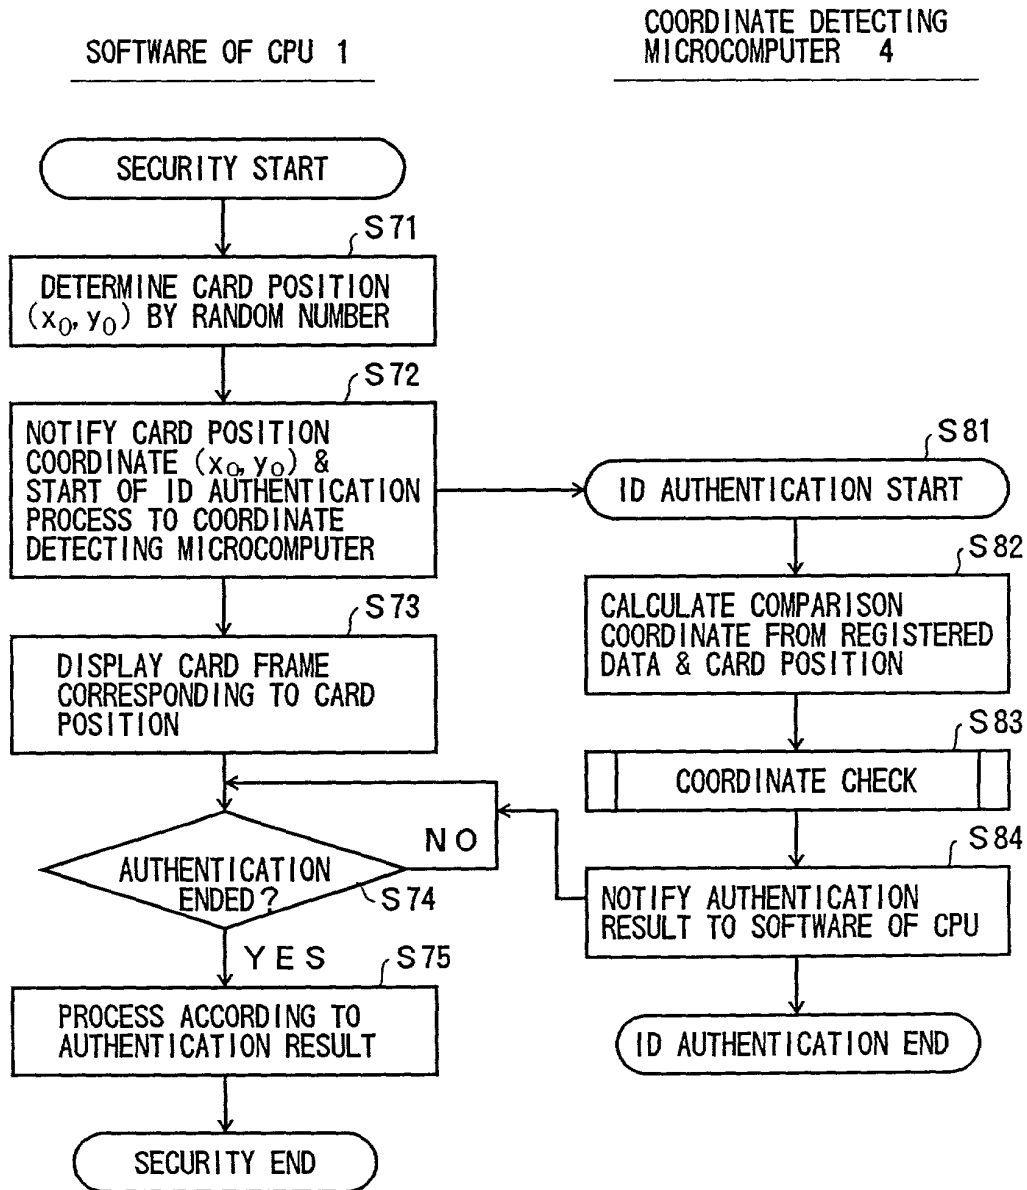 SOFTWARE OF CPU 1
COORDINATE DETECTING
MICROCOMPUTER 4
SECURITY START
S71
DETERMINE CARD POSITION
(x0, y0) BY RANDOM NUMBER
S72
NOTIFY CARD POSITION
COORDINATE (x0, y0) &
START OF ID AUTHENTICATION
PROCESS TO COORDINATE
DETECTING MICROCOMPUTER
S73
DISPLAY CARD FRAME
CORRESPONDING TO CARD
POSITION
NO
AUTHENTICATION
ENDED?
S74
YES
S75
PROCESS ACCORDING TO
AUTHENTICATION RESULT
SECURITY END
S81
ID AUTHENTICATION START
S82
CALCULATE COMPARISON
COORDINATE FROM REGISTERED
DATA & CARD POSITION
S83
COORDINATE CHECK
S84
NOTIFY AUTHENTICATION
RESULT TO SOFTWARE OF CPU
ID AUTHENTICATION END